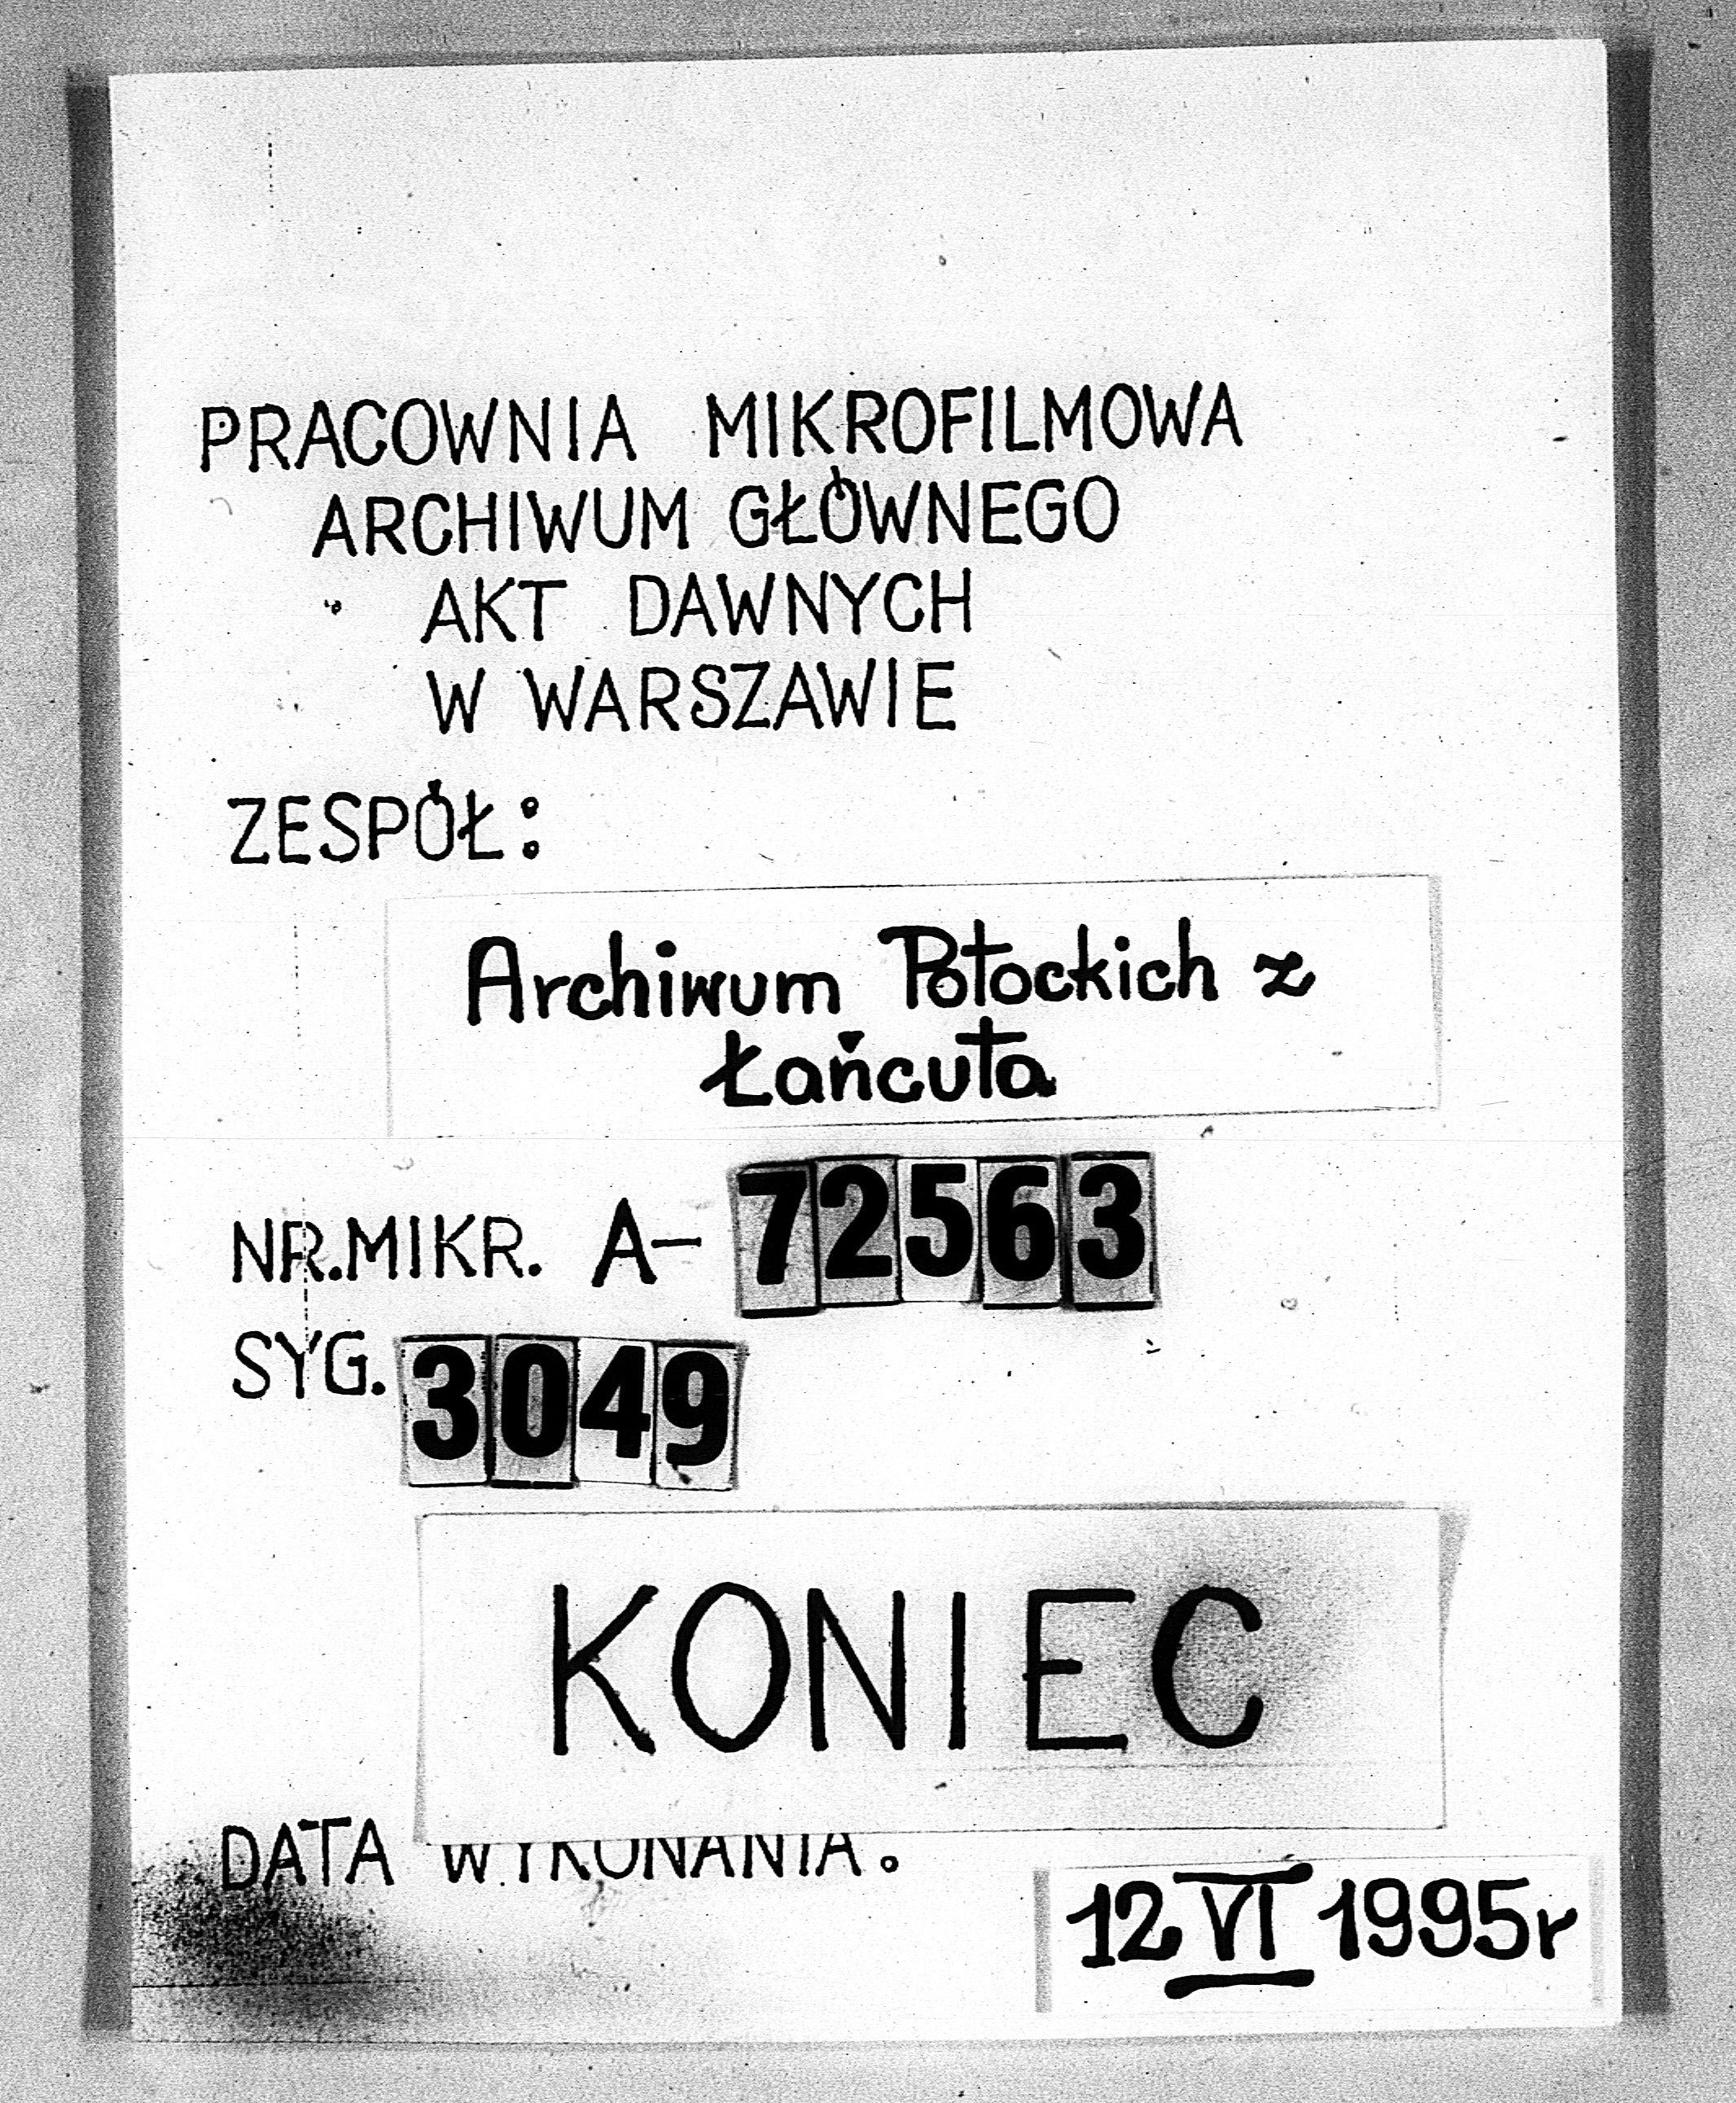 PRACOWNIA MIKROFILMOWA
ARCHIWUM GŁÓWNEGO
AKT DAWNYCH
W WARSZAWIE
ZESPÓŁ:
Archiwum Potockich z
Łańcuta
NR.MIKR. A- 72563
SYG. 3049
KONIEC
DATA WYKONANIA:
12 VI 1995r